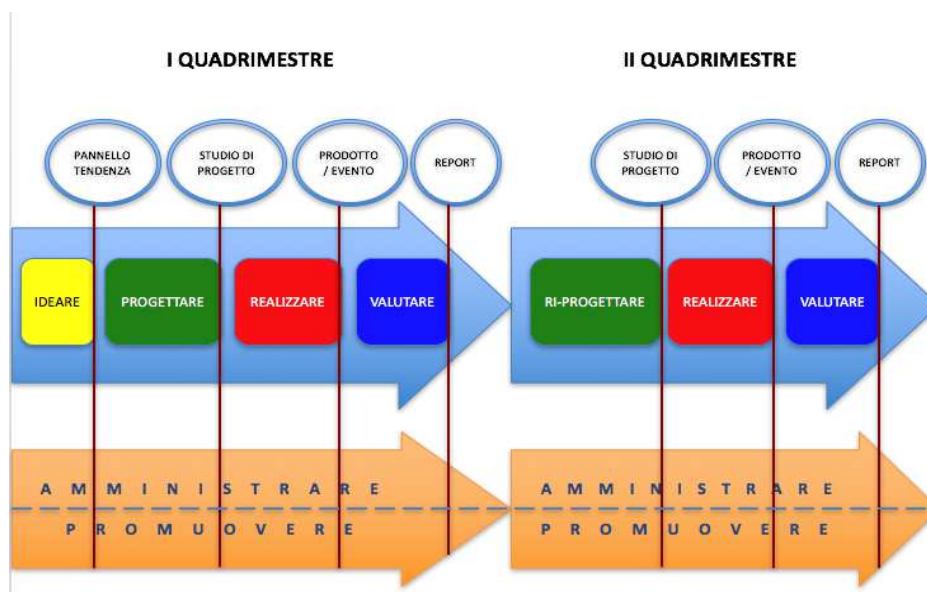 I QUADRIMESTRE
II QUADRIMESTRE
PANNELLO
TENDENZA
STUDIO DI
PROGETTO
PRODOTTO
/ EVENTO
REPORT
STUDIO DI
PROGETTO
PRODOTTO
/ EVENTO
REPORT
IDEARE
PROGETTARE
REALIZZARE
VALUTARE
RI-PROGETTARE
REALIZZARE
VALUTARE
A M M I N I S T R A R E
P R O M U O V E R E
A M M I N I S T R A R E
P R O M U O V E R E